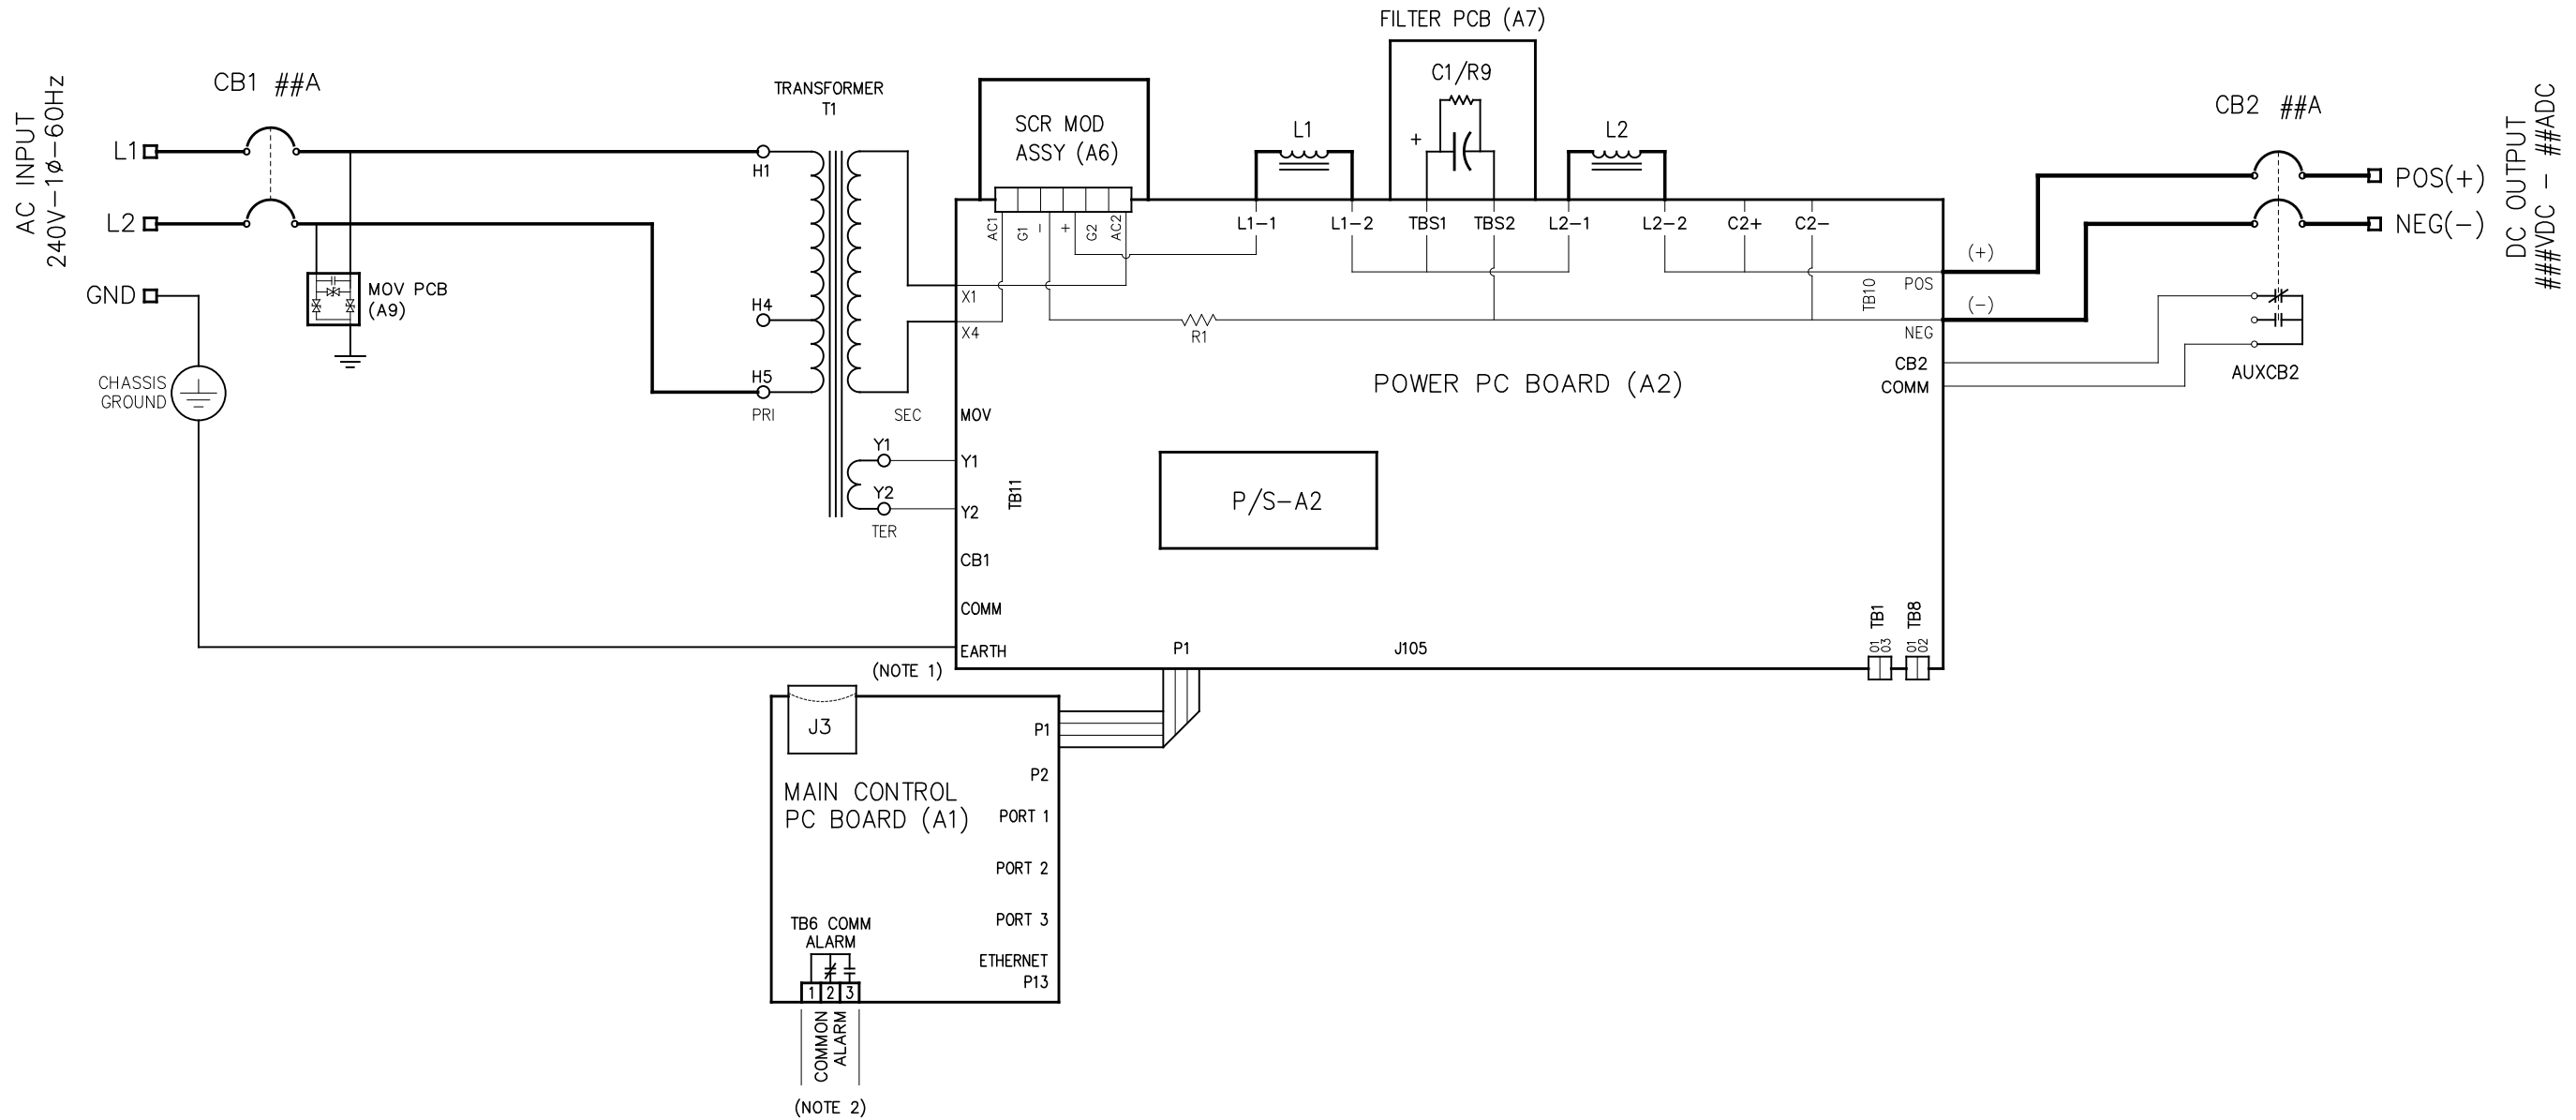 FILTER PCB (A7)
AC INPUT
240V-1ø-60Hz
CB1 ##A
L1
L2
GND
CHASSIS
GROUND
MOV PCB
(A9)
TRANSFORMER
T1
H1
H4
H5
PRI
SEC
Y1
Y2
TER
SCR MOD
ASSY (A6)
AC1
G1
-
+
G2
AC2
L1
C1/R9
+
L2
L1-1
L1-2
TBS1
TBS2
L2-1
L2-2
C2+
C2-
X1
X4
R1
TB10
POS
NEG
(+)
(-)
CB2
COMM
MOV
Y1
Y2
TB11
CB1
COMM
EARTH
POWER PC BOARD (A2)
P/S-A2
P1
J105
01
03
TB1
01
02
TB8
CB2 ##A
POS(+)
NEG(-)
DC OUTPUT
###VDC - ##ADC
AUXCB2
(NOTE 1)
J3
MAIN CONTROL
PC BOARD (A1)
P1
P2
PORT 1
PORT 2
PORT 3
ETHERNET
P13
TB6 COMM
ALARM
1 2 3
COMMON
ALARM
(NOTE 2)